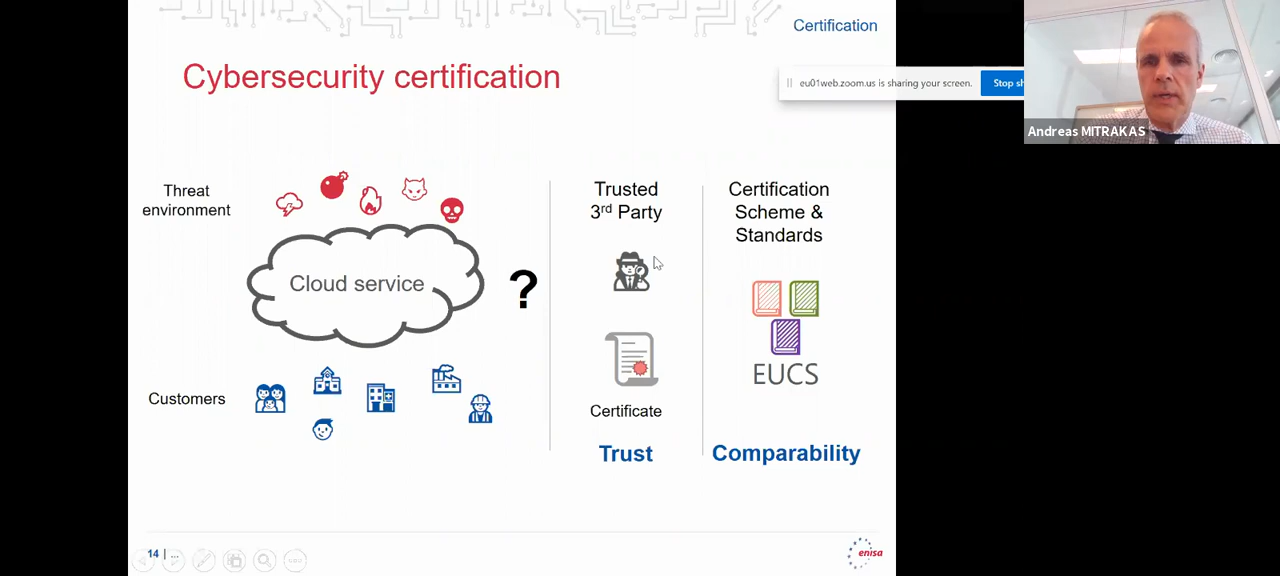 Certification
Cybersecurity certification
eu01web.zoom.us is sharing your screen.
Stop sh
Andreas MITRAKAS
Threat
environment
Cloud service
?
Customers
Trusted
3rd Party
Certificate
Trust
Certification
Scheme &
Standards
EUCS
Comparability
14 | ...
enisa